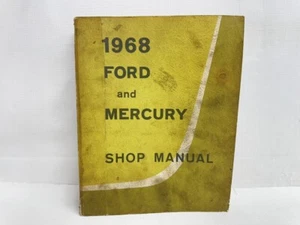 1968
FORD
and
MERCURY
SHOP MANUAL